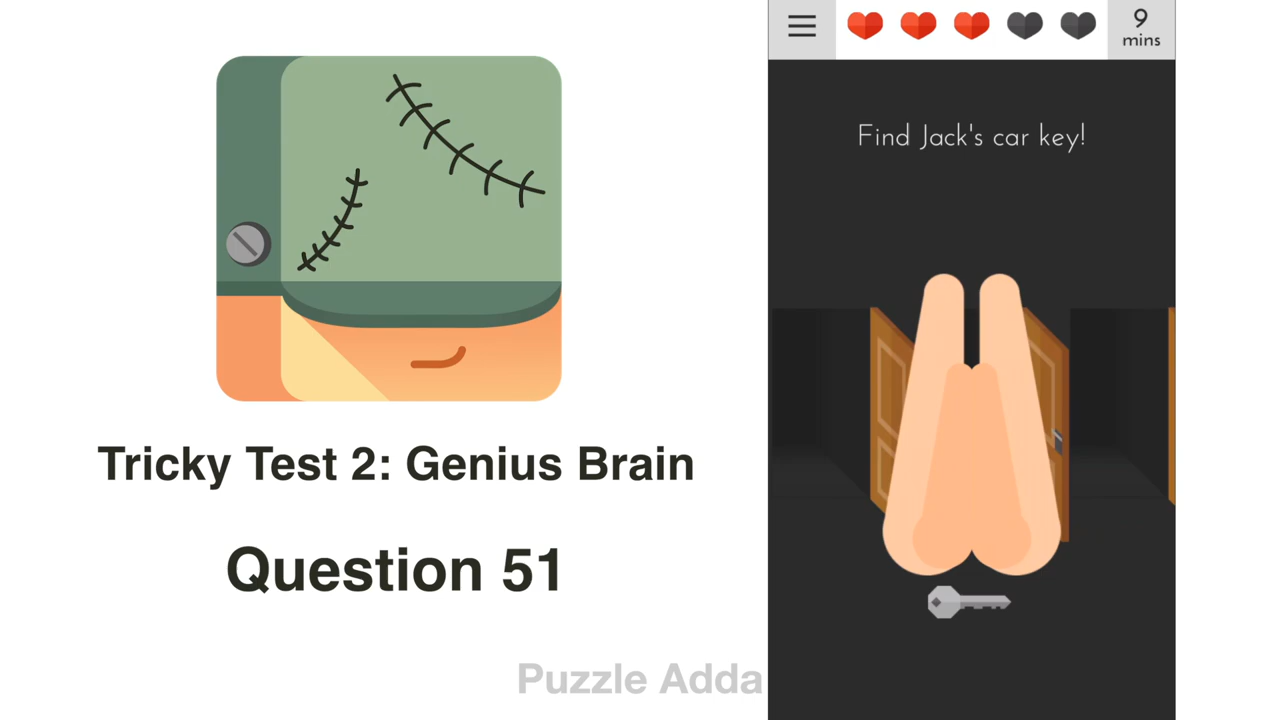 9
mins
Find Jack's car key!
Tricky Test 2: Genius Brain
Question 51
Puzzle Adda